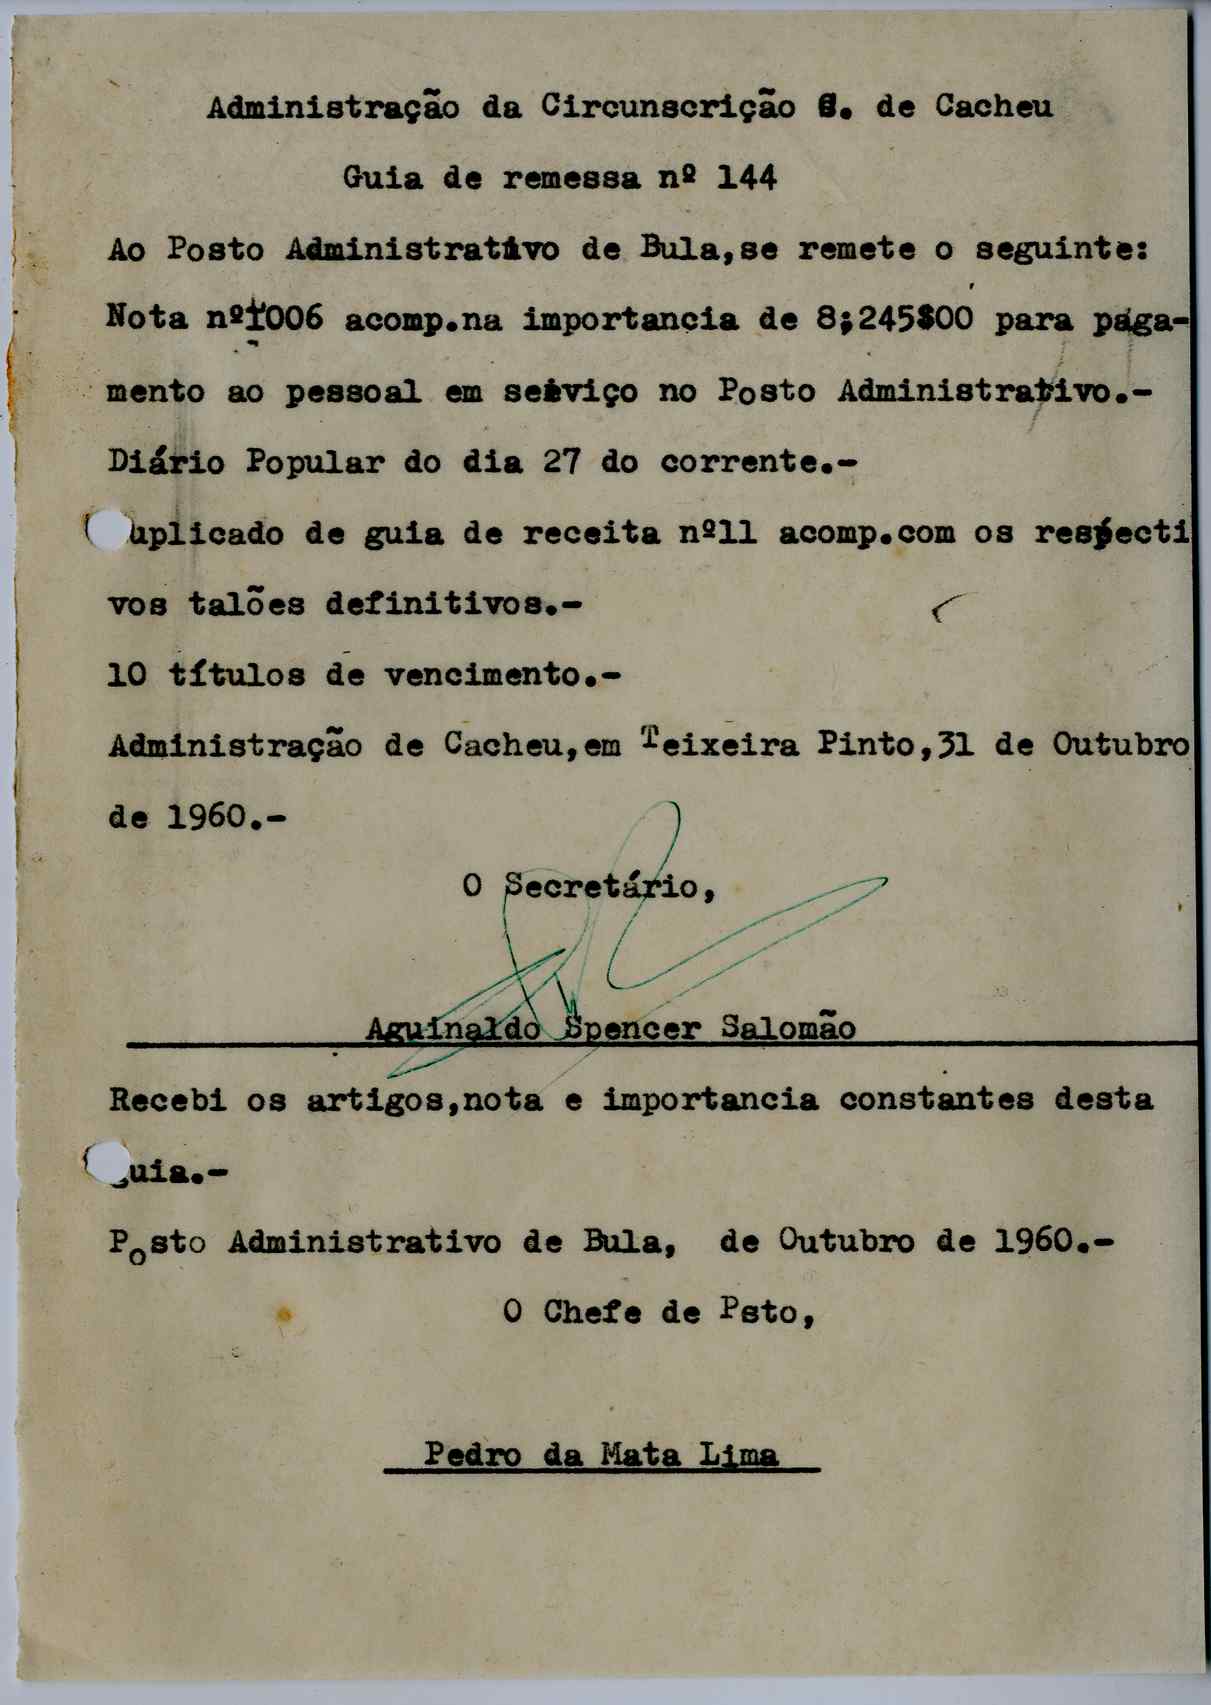 Administração da Circunscrição C. de Cacheu
Guia de remessa nº 144
Ao Posto Administrativo de Bula,se remete o seguinte:
Nota nº1006 acomp.na importancia de 8;245$00 para paga-
mento ao pessoal em serviço no Posto Administrativo.-
Diário Popular do dia 27 do corrente.-
uplicado de guia de receita nº11 acomp.com os respecti
vos talões definitivos.-
10 títulos de vencimento.-
Administração de Cacheu,em Teixeira Pinto,31 de Outubro
de 1960.-
O Secretário,
Aguinaldo Spencer Salomão
Recebi os artigos,nota e importancia constantes desta
guia.-
Posto Administrativo de Bula, de Outubro de 1960.-
O Chefe de Psto,
Pedro da Mata Lima